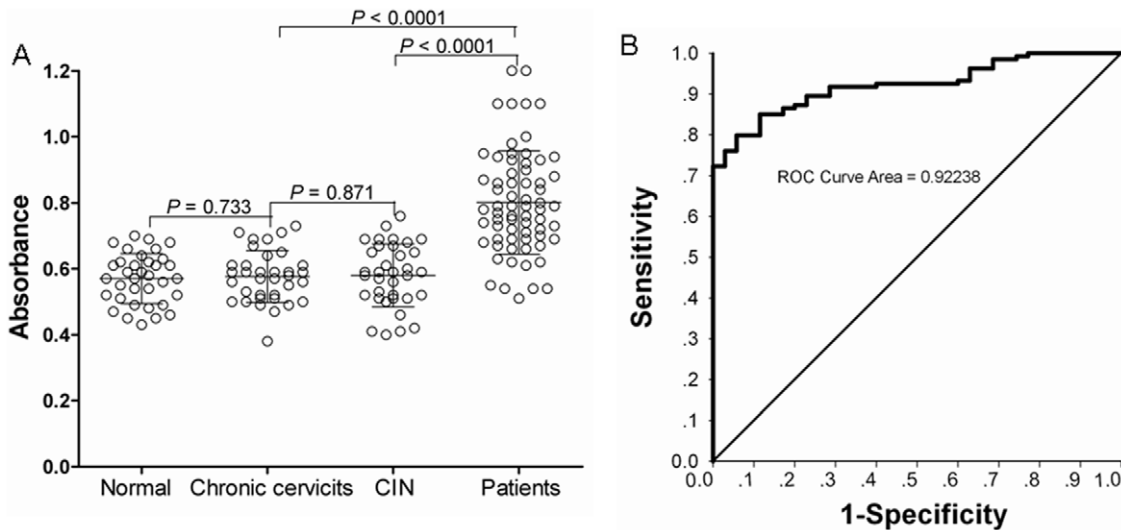 A
P < 0.0001
P < 0.0001
P = 0.733
P = 0.871
Absorbance
1.2
1.0
0.8
0.6
0.4
0.2
0.0
Normal Chronic cervicits CIN Patients
B
Sensitivity
1.0
.9
.8
.7
.6
.5
.4
.3
.2
.1
0.0
ROC Curve Area = 0.92238
0.0 .1 .2 .3 .4 .5 .6 .7 .8 .9 1.0
1-Specificity